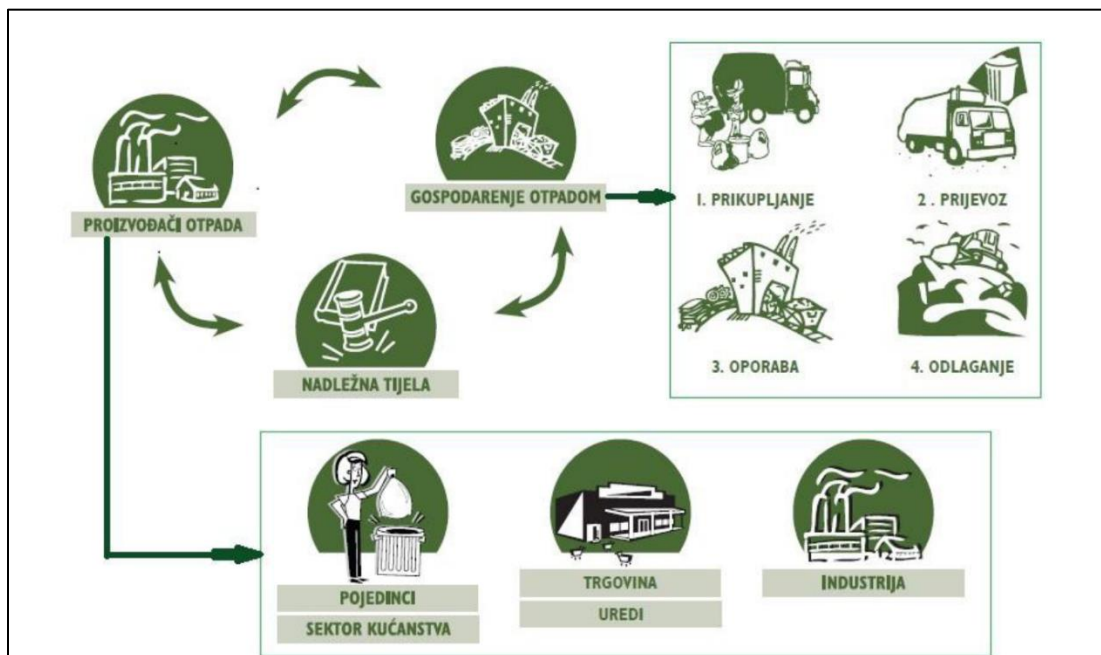 PROIZVOĐAČI OTPADA
GOSPODARENJE OTPADOM
NADLEŽNA TIJELA
1. PRIKUPLJANJE
2 . PRIJEVOZ
3. OPORABA
4. ODLAGANJE
POJEDINCI
SEKTOR KUĆANSTVA
TRGOVINA
UREDI
INDUSTRIJA